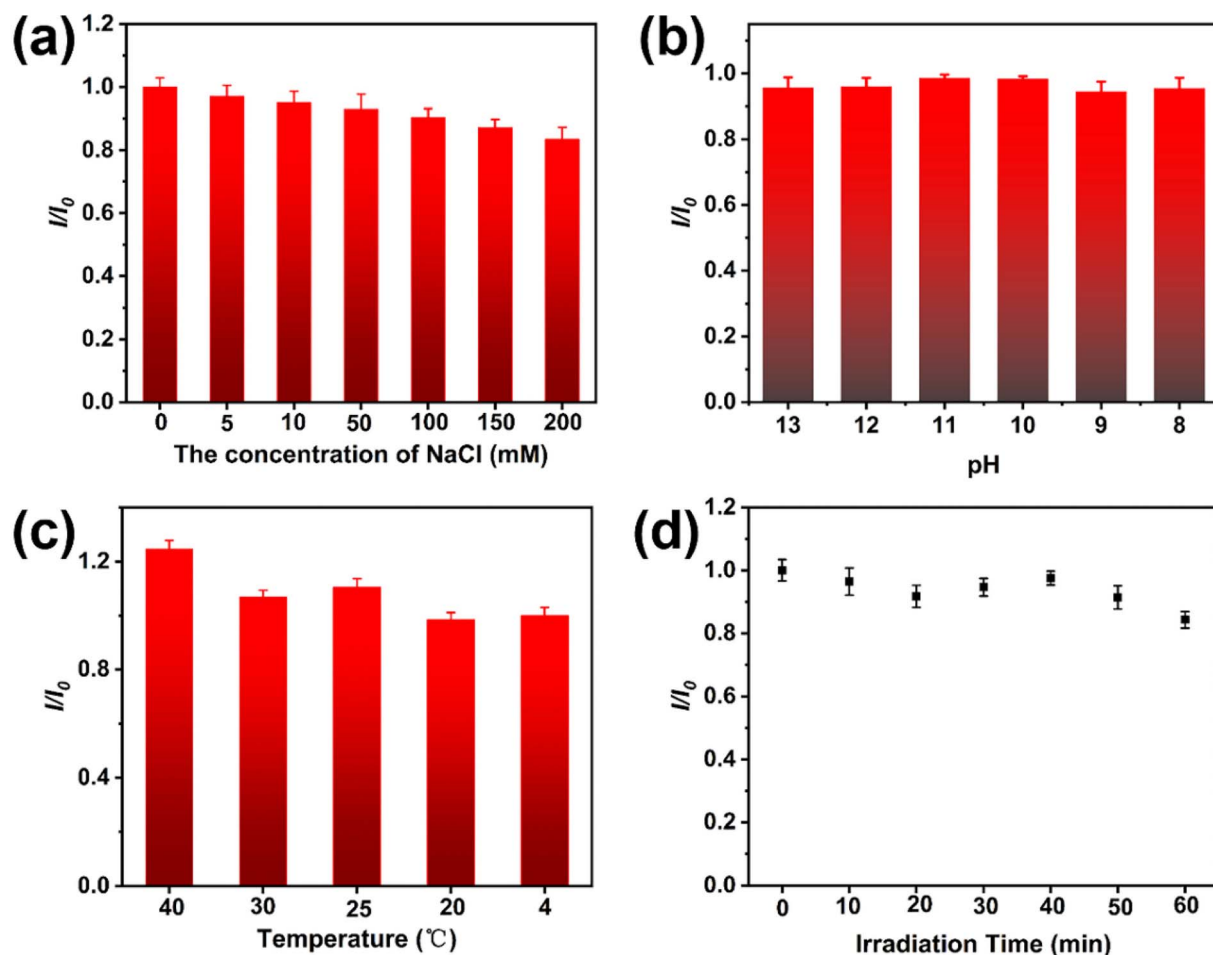 (a)
1.2
1.0
0.8
0.6
0.4
0.2
0.0
I/I0
0 5 10 50 100 150 200
The concentration of NaCl (mM)
(b)
1.0
0.8
0.6
0.4
0.2
0.0
I/I0
13 12 11 10 9 8
pH
(c)
1.2
0.8
0.4
0.0
I/I0
40 30 25 20 4
Temperature (℃)
(d)
1.2
1.0
0.8
0.6
0.4
0.2
0.0
I/I0
0 10 20 30 40 50 60
Irradiation Time (min)